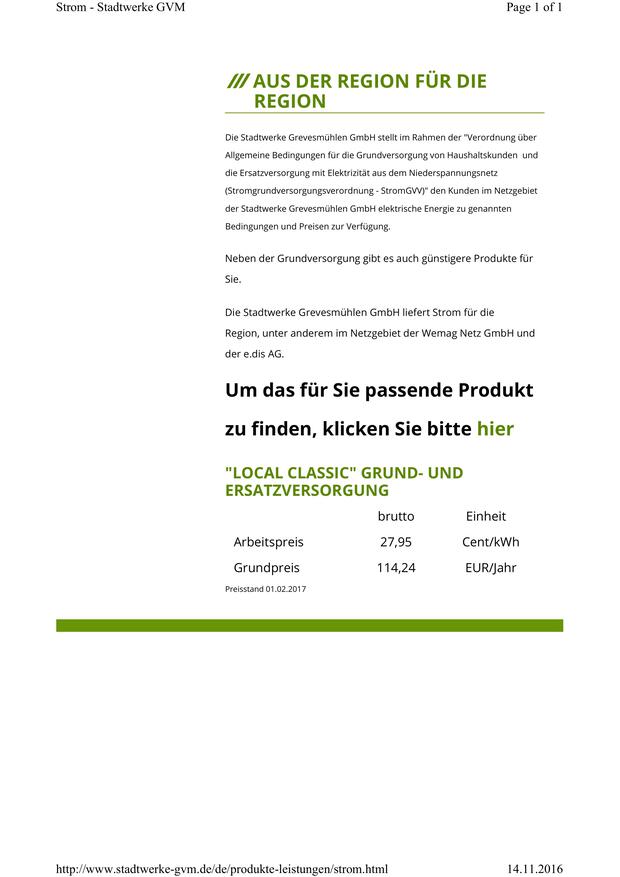 Strom - Stadtwerke GVM Page 1 of 1
/// AUS DER REGION FÜR DIE
REGION
Die Stadtwerke Grevesmühlen GmbH stellt im Rahmen der "Verordnung über
Allgemeine Bedingungen für die Grundversorgung von Haushaltskunden und
die Ersatzversorgung mit Elektrizität aus dem Niederspannungsnetz
(Stromgrundversorgungsverordnung - StromGVV)" den Kunden im Netzgebiet
der Stadtwerke Grevesmühlen GmbH elektrische Energie zu genannten
Bedingungen und Preisen zur Verfügung.
Neben der Grundversorgung gibt es auch günstigere Produkte für
Sie.
Die Stadtwerke Grevesmühlen GmbH liefert Strom für die
Region, unter anderem im Netzgebiet der Wemag Netz GmbH und
der e.dis AG.
Um das für Sie passende Produkt
zu finden, klicken Sie bitte hier
"LOCAL CLASSIC" GRUND- UND
ERSATZVERSORGUNG
brutto Einheit
Arbeitspreis 27,95 Cent/kWh
Grundpreis 114,24 EUR/Jahr
Preisstand 01.02.2017
http://www.stadtwerke-gvm.de/de/produkte-leistungen/strom.html 14.11.2016